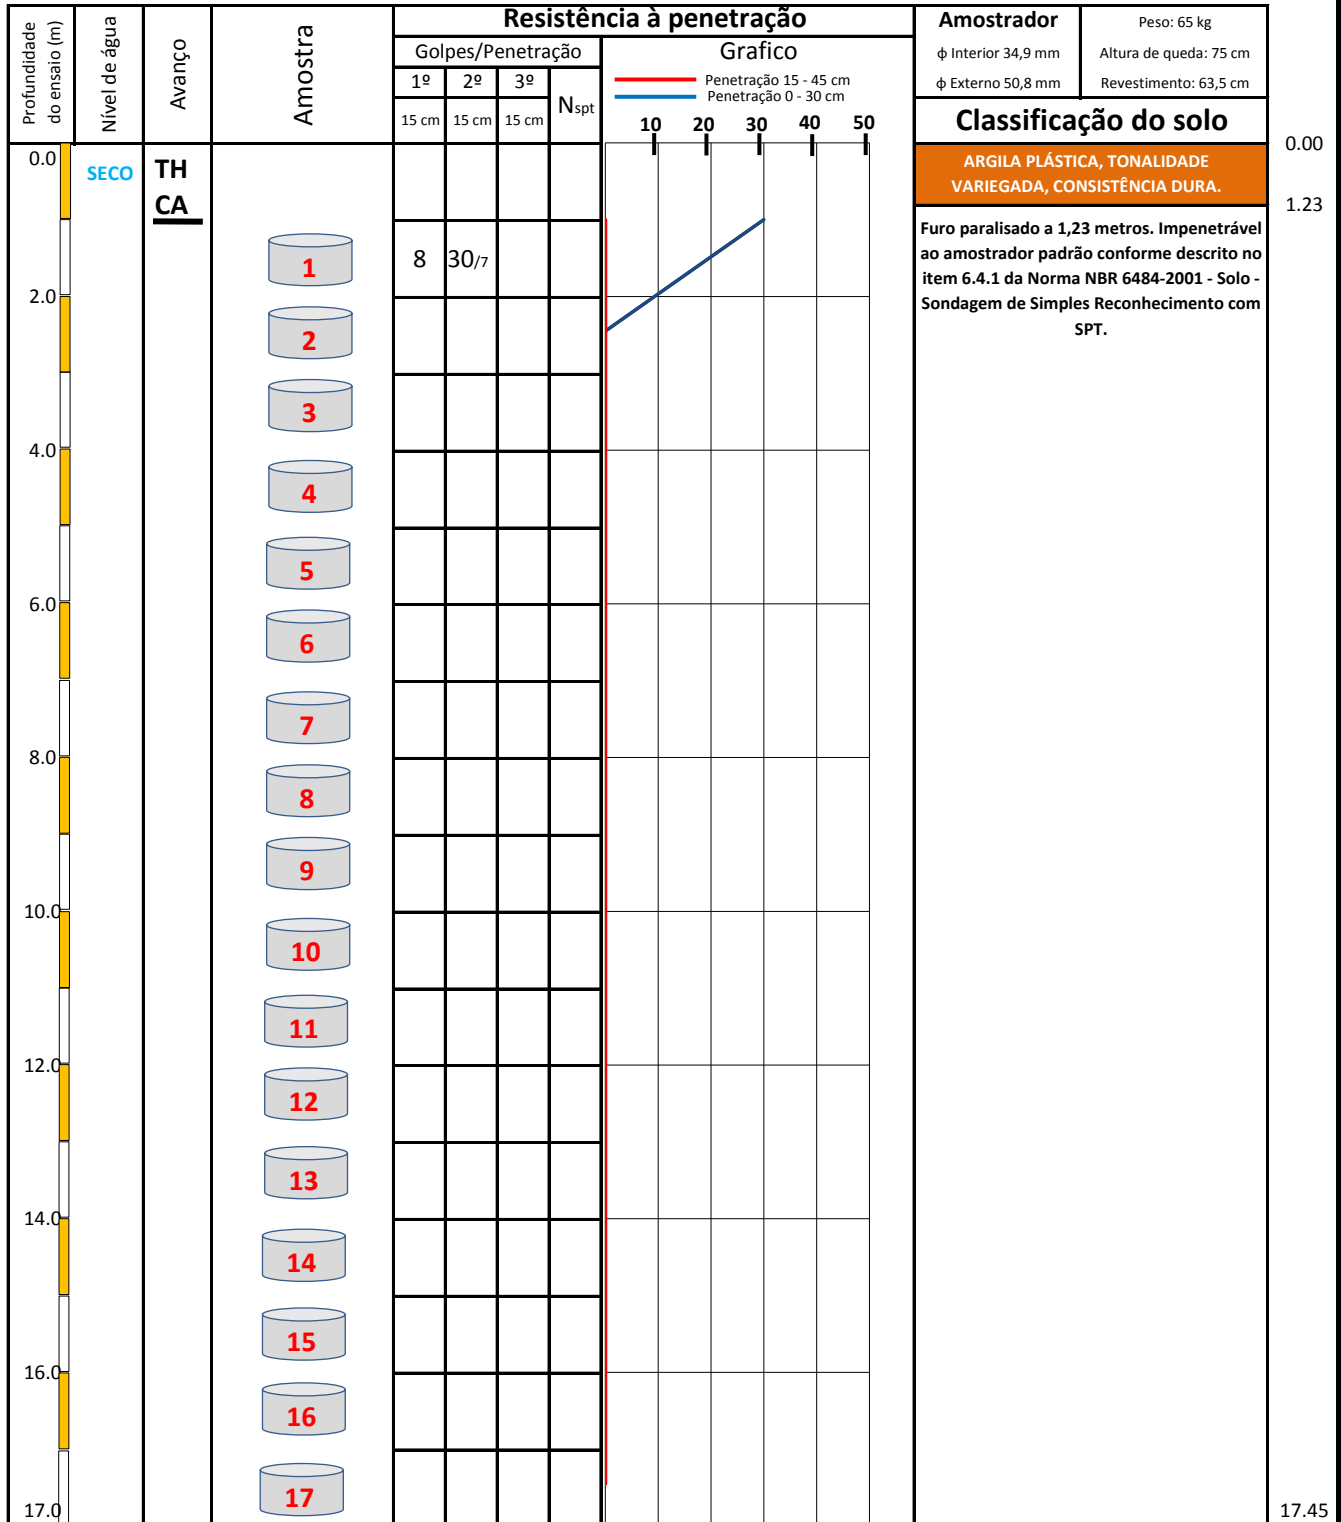 Profundidade
do ensaio (m)
Nível de água
Avanço
Amostra
Resistência à penetração
Golpes/Penetração
1º 2º 3º
15 cm 15 cm 15 cm
Nspt
Grafico
Penetração 15 - 45 cm
Penetração 0 - 30 cm
10 20 30 40 50
Amostrador
ϕ Interior 34,9 mm
ϕ Externo 50,8 mm
Peso: 65 kg
Altura de queda: 75 cm
Revestimento: 63,5 cm
Classificação do solo
0.0
SECO
TH
CA
ARGILA PLÁSTICA, TONALIDADE
VARIEGADA, CONSISTÊNCIA DURA.
0.00
1.23
Furo paralisado a 1,23 metros. Impenetrável
ao amostrador padrão conforme descrito no
item 6.4.1 da Norma NBR 6484-2001 - Solo -
Sondagem de Simples Reconhecimento com
SPT.
1
8 30/7
2.0
2
3
4.0
4
5
6.0
6
7
8.0
8
9
10.0
10
11
12.0
12
13
14.0
14
15
16.0
16
17
17.0
17.45